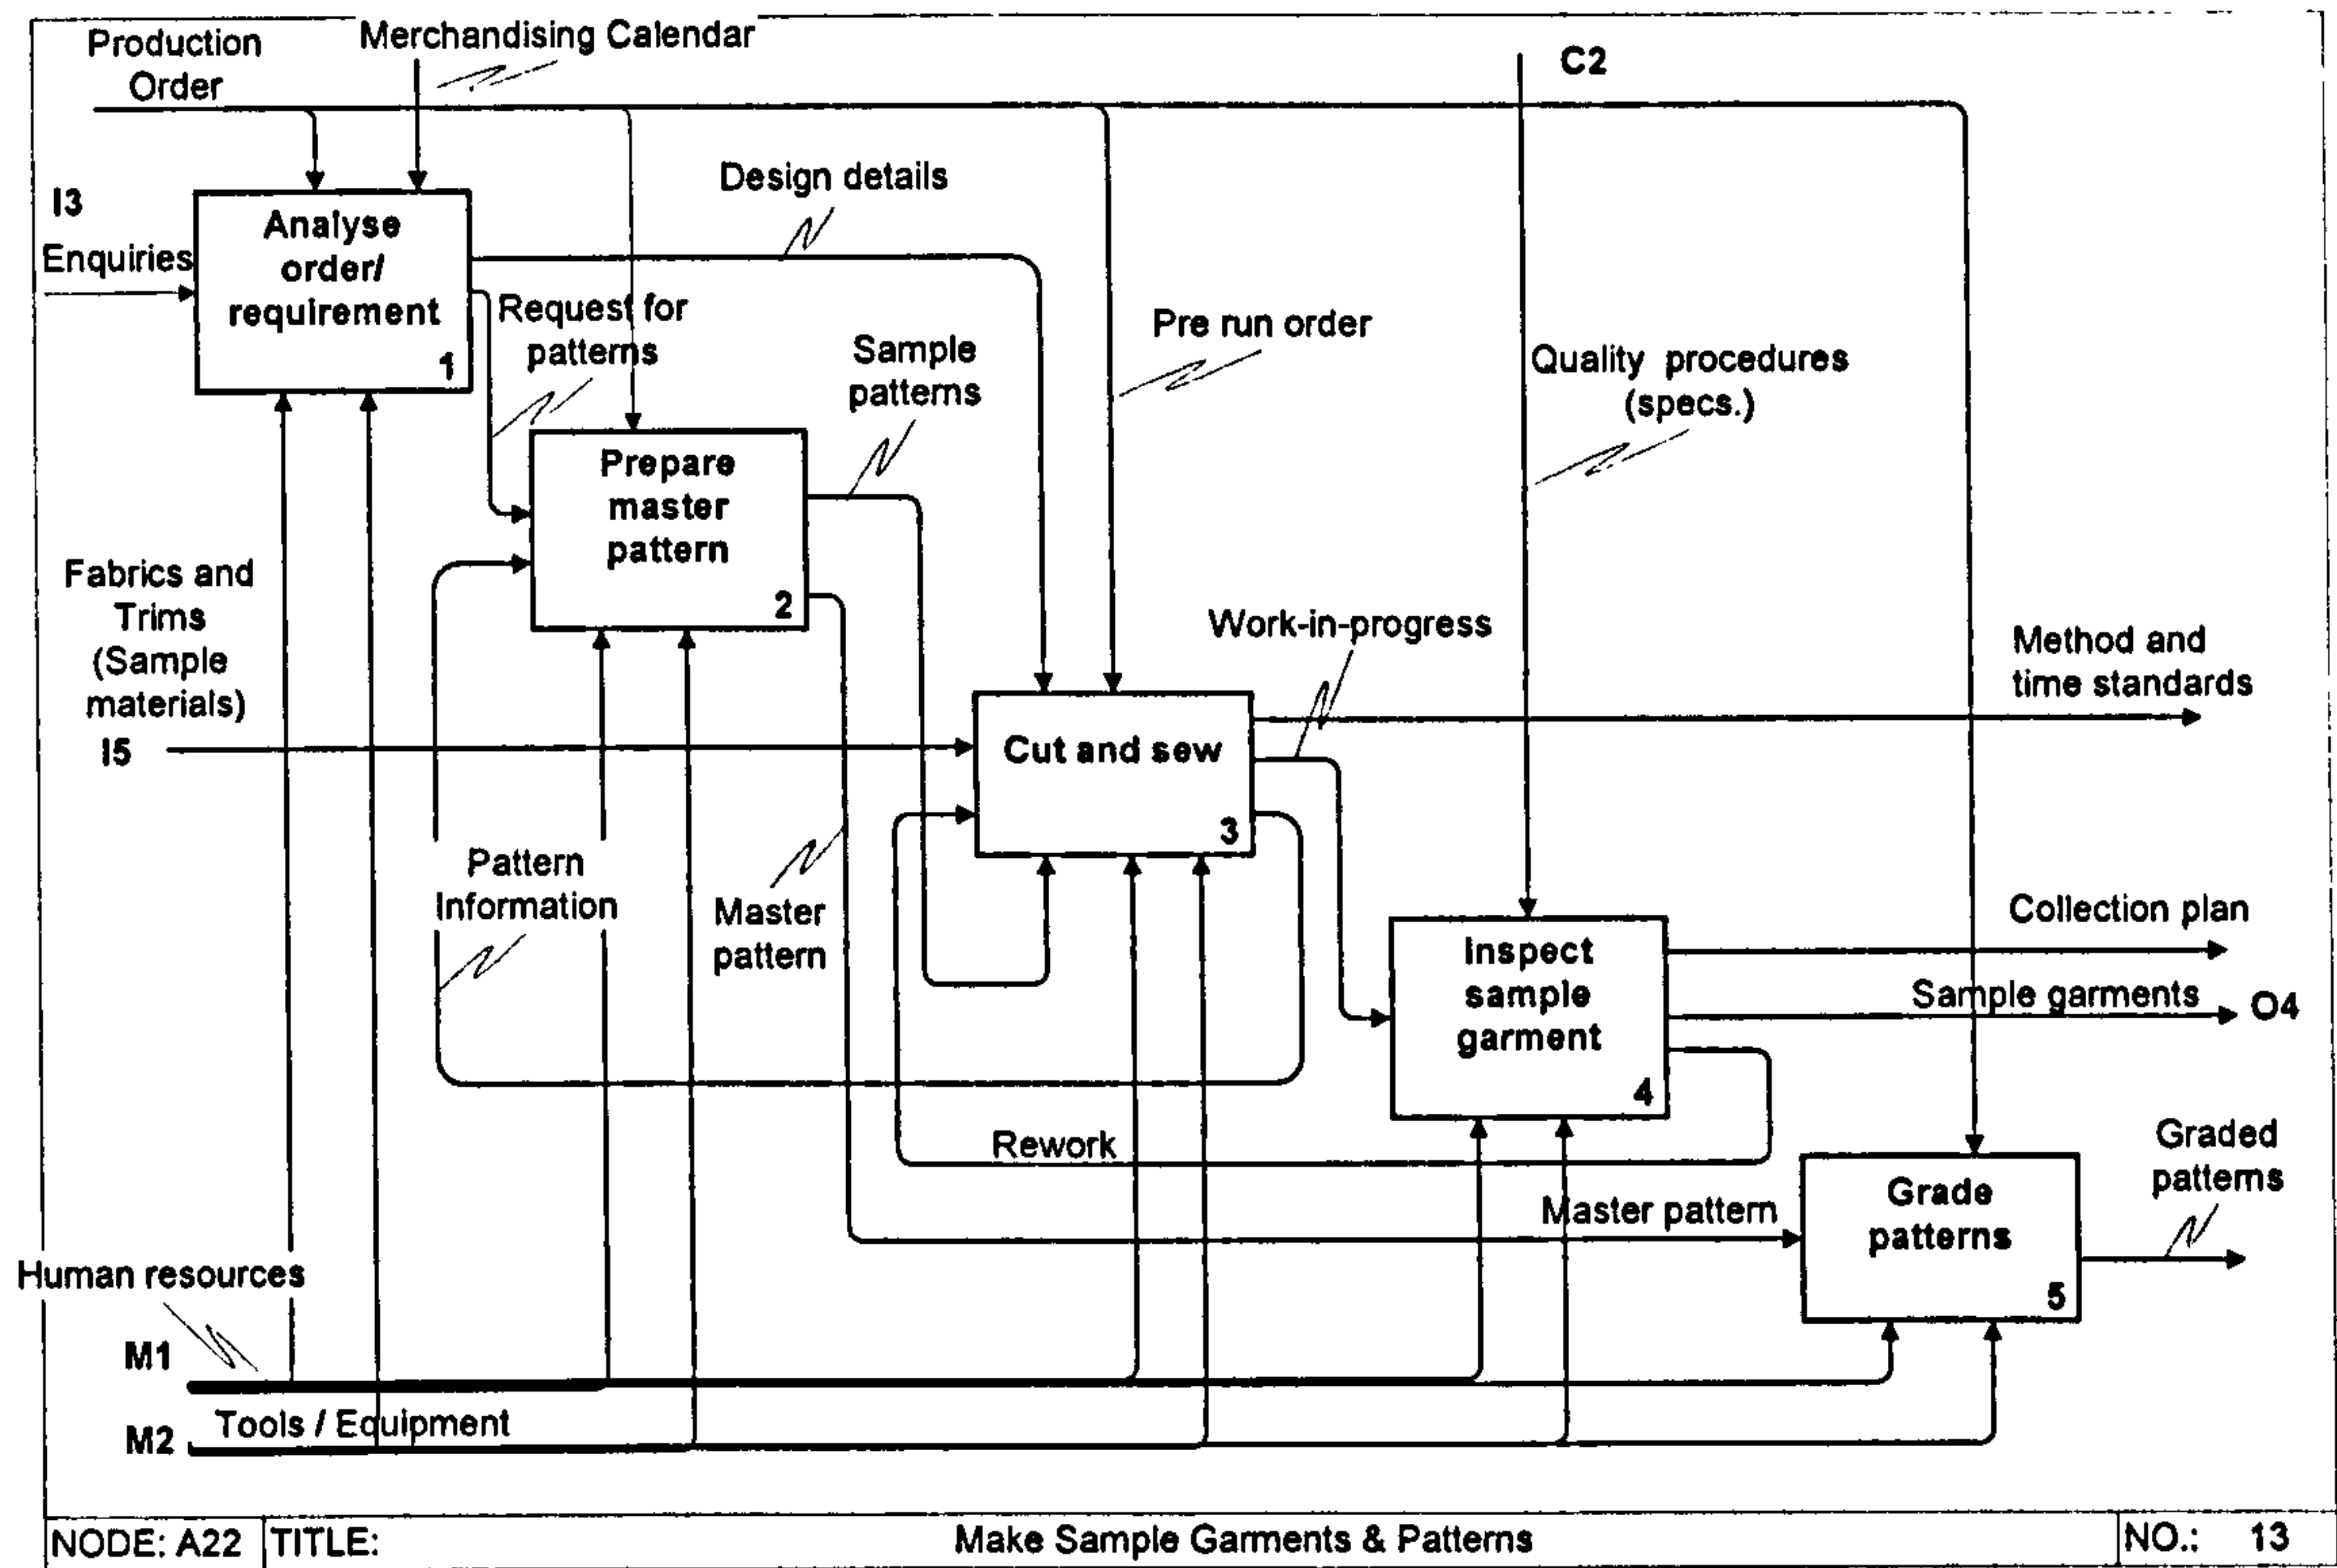 Production
Order
Merchandising Calendar
C2
I3
Enquiries
Analyse
order/
requirement
1
Design details
Request for
patterns
Sample
patterns
Pre run order
Quality procedures
(specs.)
Prepare
master
pattern
2
Fabrics and
Trims
(Sample
materials)
I5
Work-in-progress
Method and
time standards
Cut and sew
3
Pattern
Information
Master
pattern
Collection plan
Inspect
sample
garment
4
Sample garments
O4
Rework
Graded
patterns
Master pattern
Grade
patterns
5
Human resources
M1
Tools / Equipment
M2
NODE: A22
TITLE:
Make Sample Garments & Patterns
NO.: 13